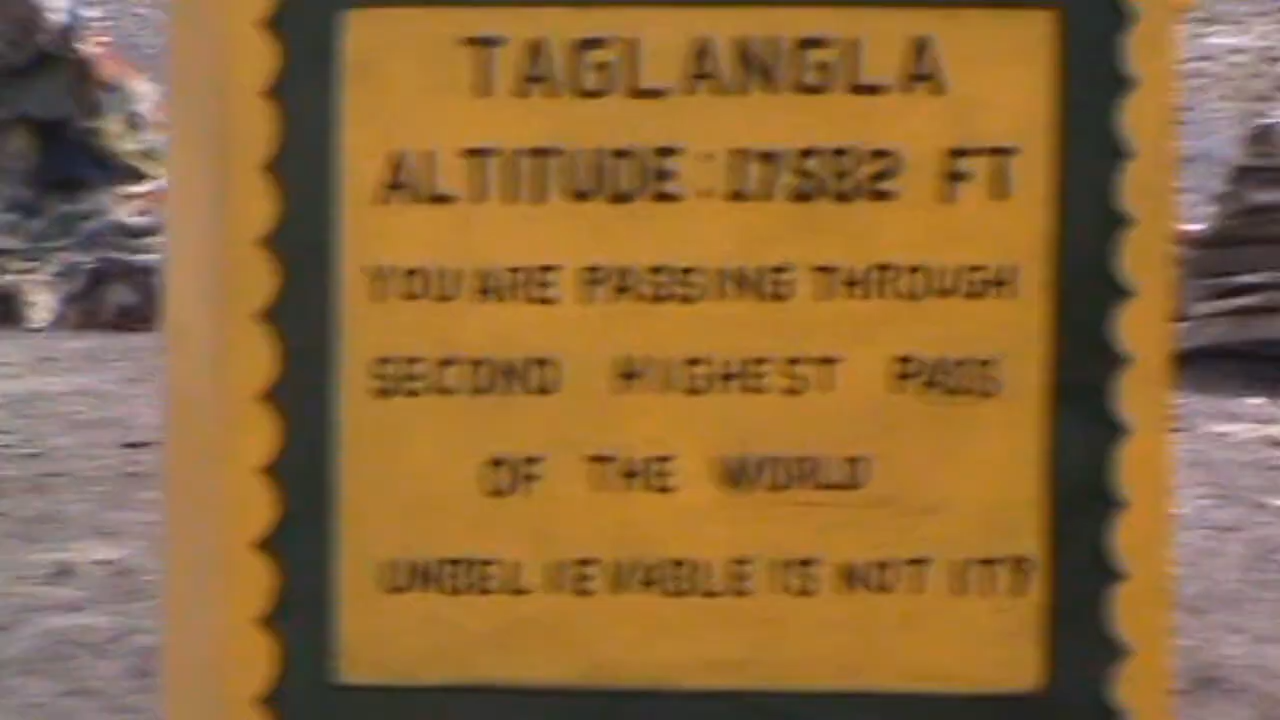 TAGLANGLA
ALTITUDE : 17582 FT
YOU ARE PASSING THROUGH
SECOND HIGHEST PASS
OF THE WORLD
UNBELIEVABLE IS NOT IT?